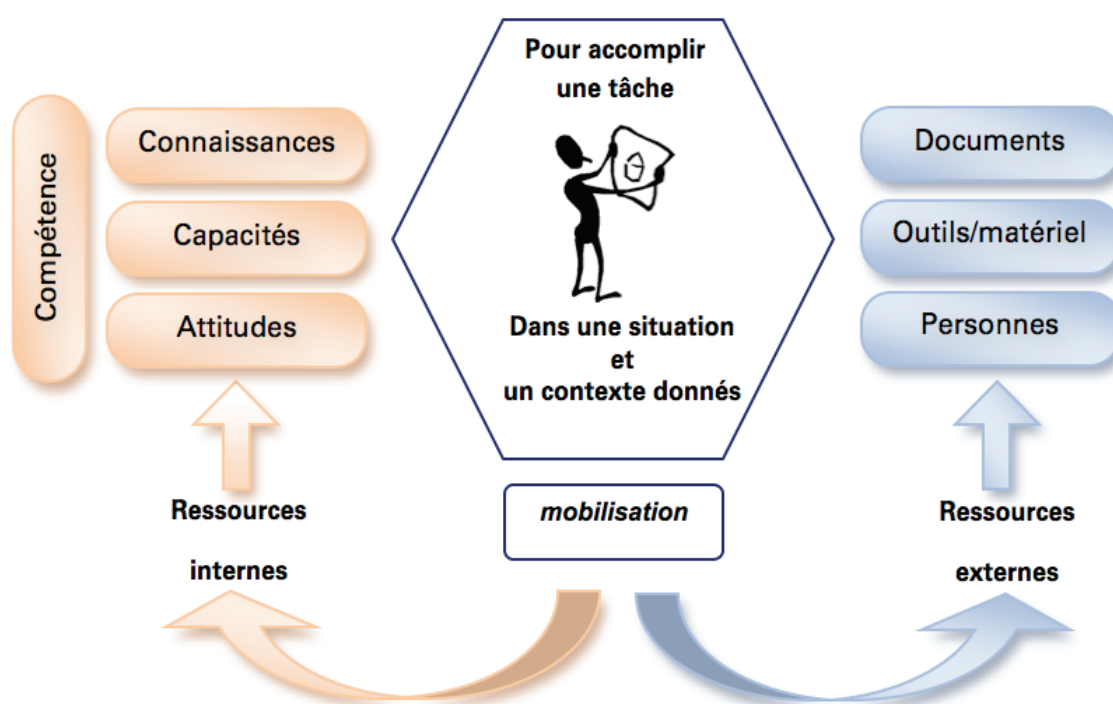 Compétence
Connaissances
Capacités
Attitudes
Ressources
internes
Pour accomplir
une tâche
Dans une situation
et
un contexte donnés
mobilisation
Documents
Outils/matériel
Personnes
Ressources
externes